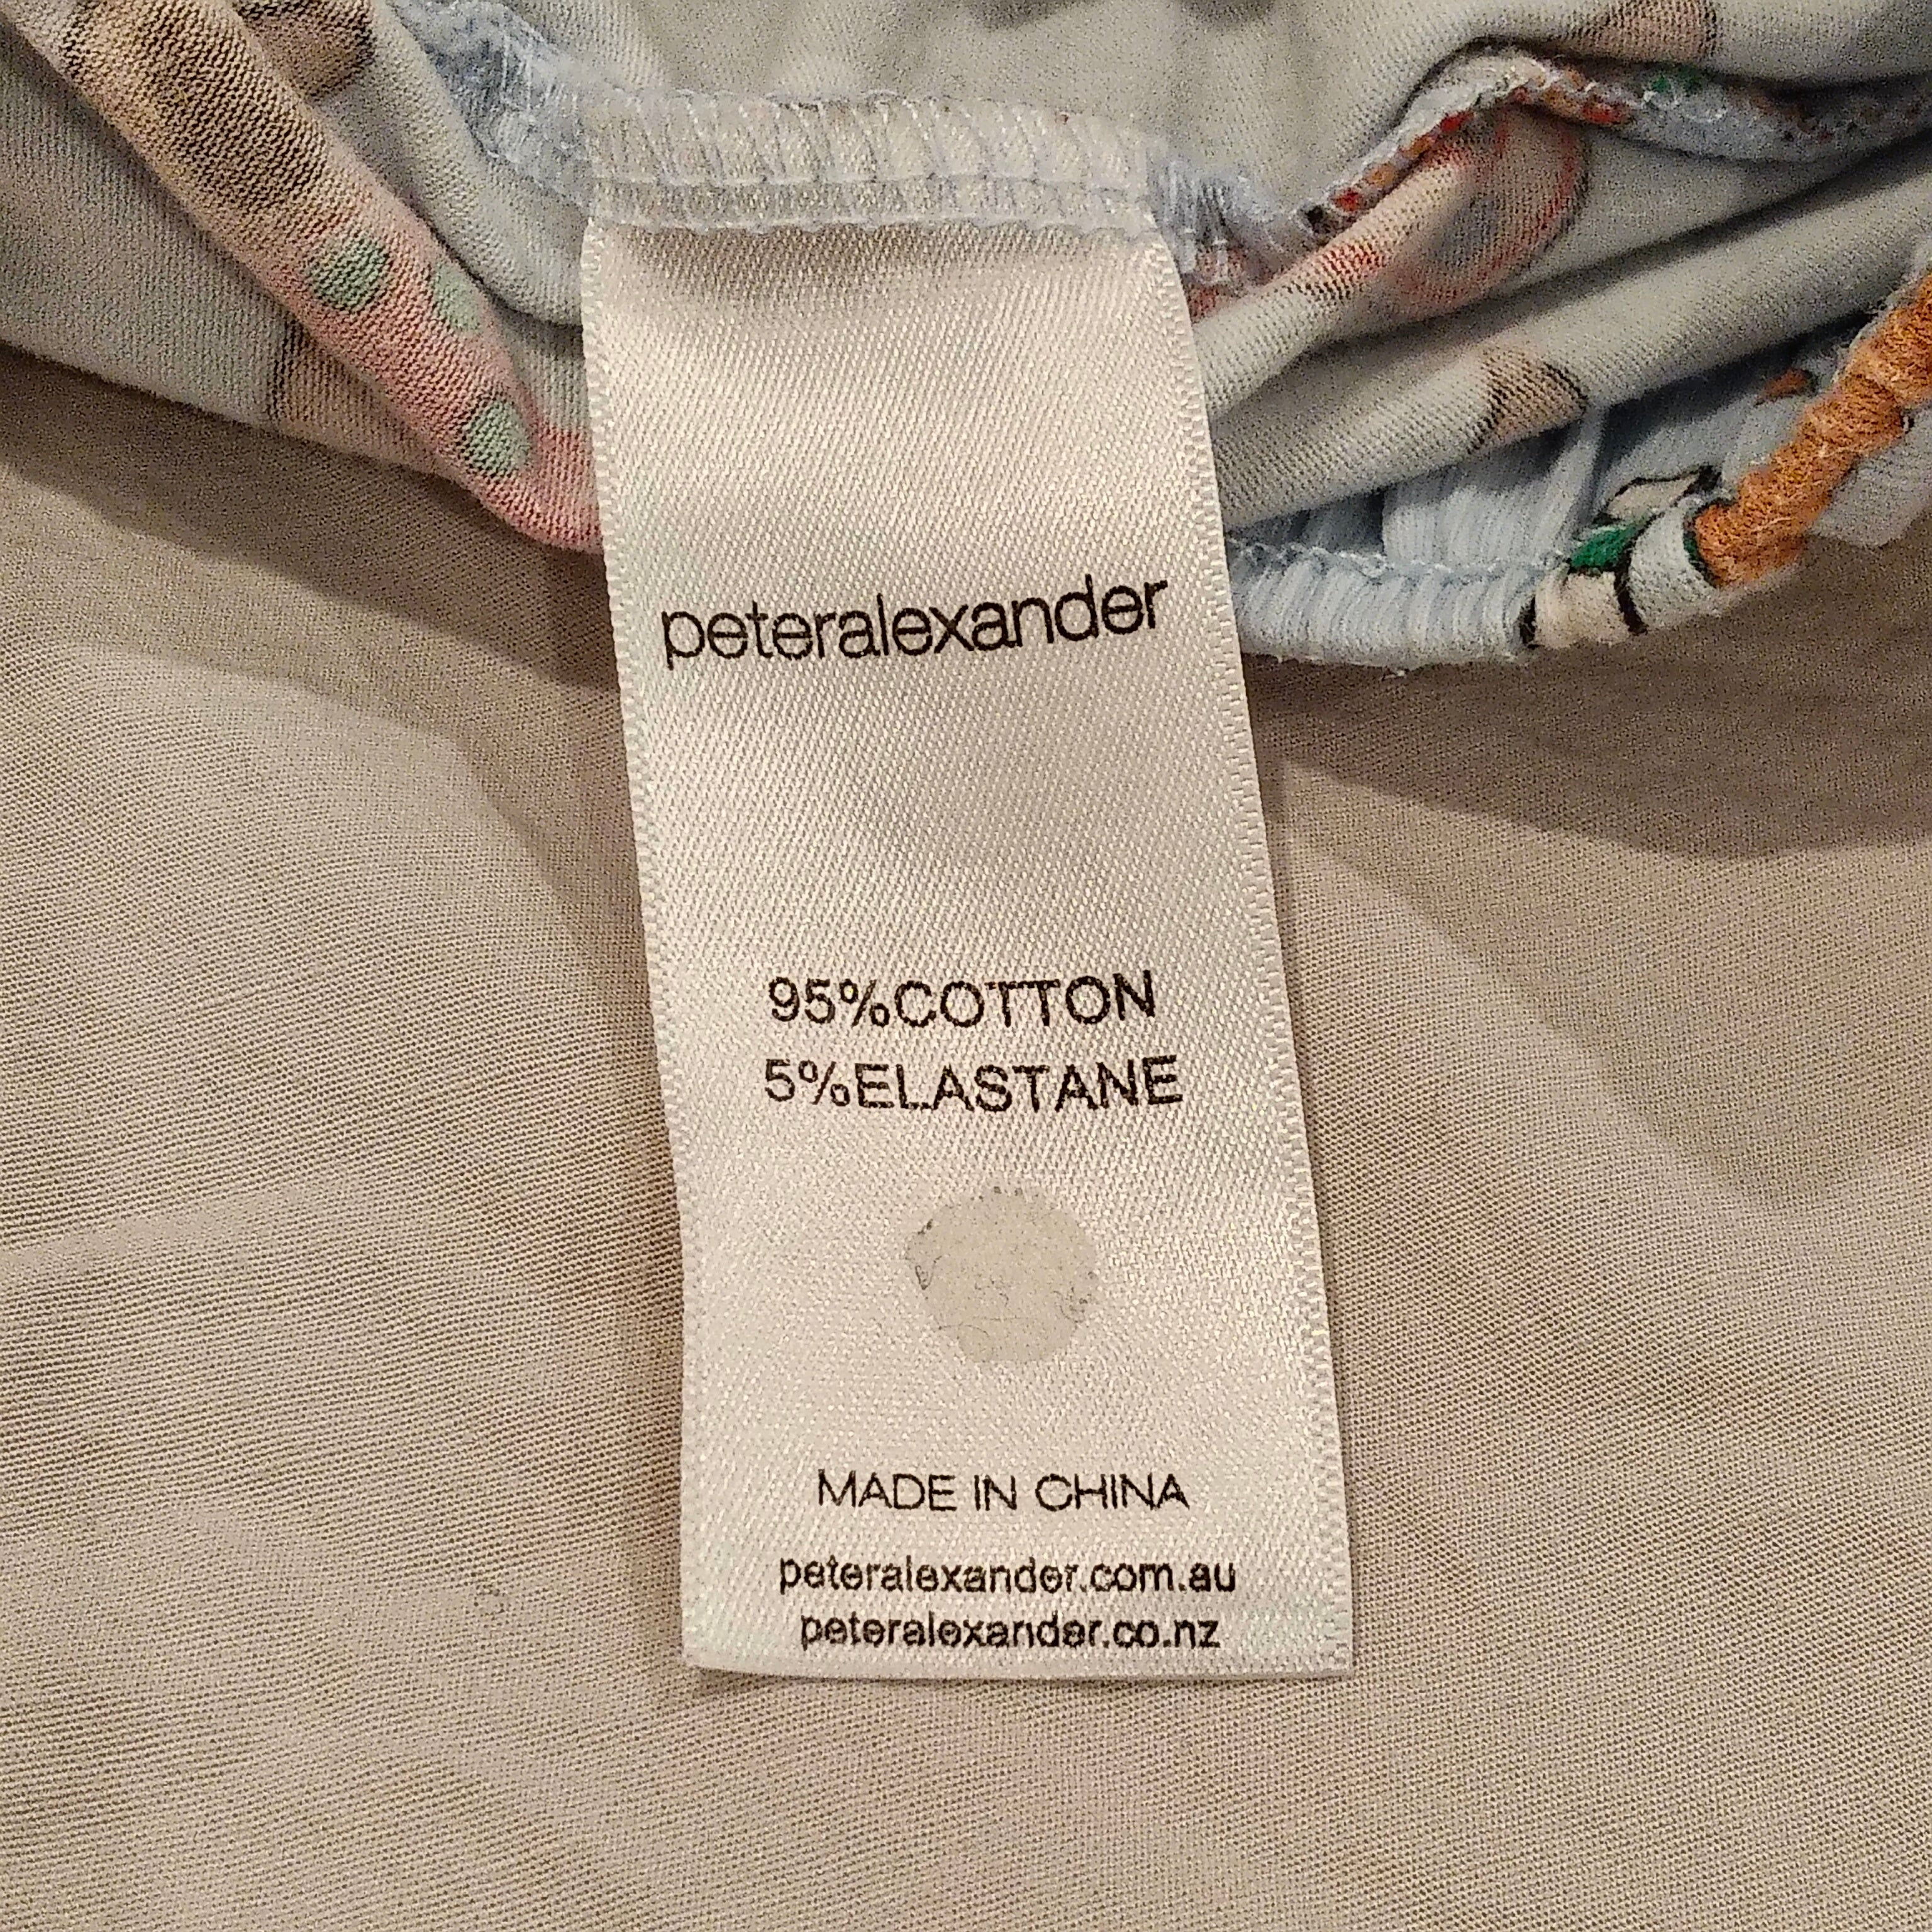 peteralexander
95%COTTON
5%ELASTANE
MADE IN CHINA
peteralexander.com.au
peteralexander.co.nz